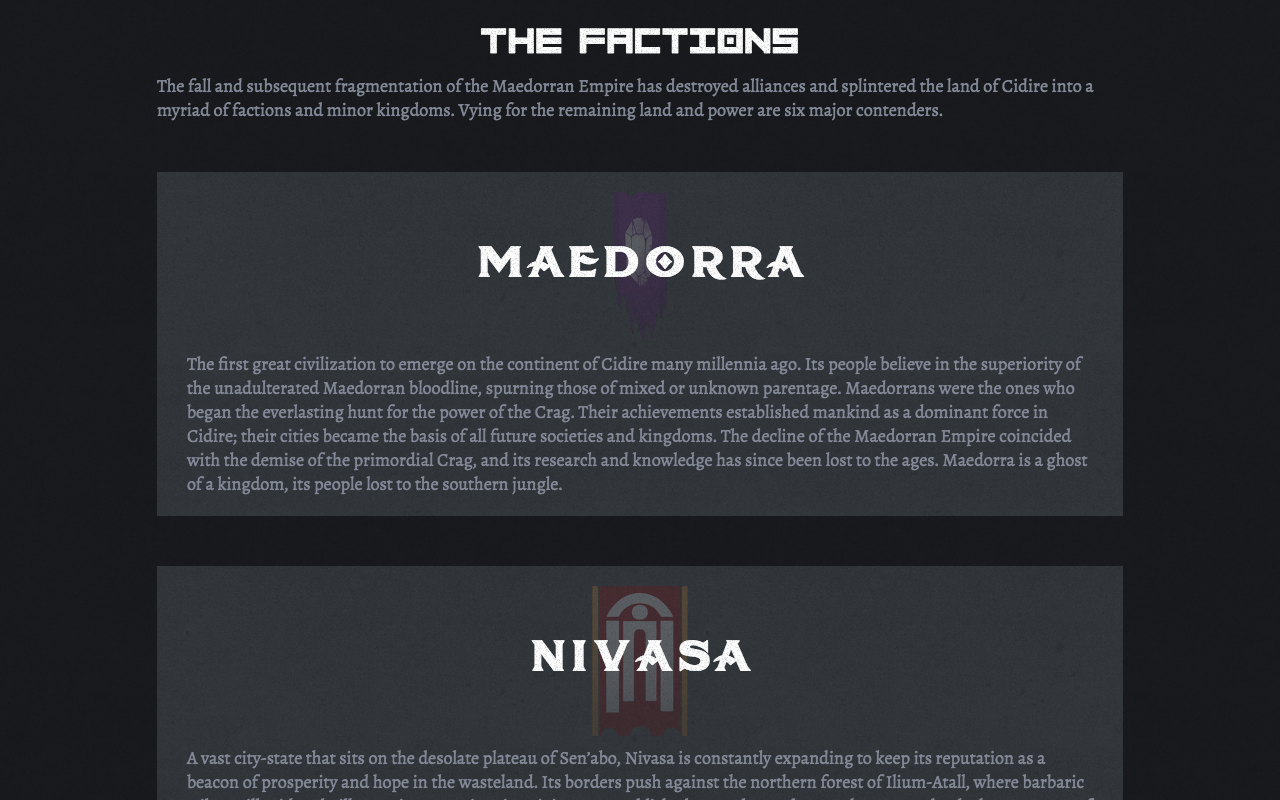 THE FACTIONS
The fall and subsequent fragmentation of the Maedorran Empire has destroyed alliances and splintered the land of Cidire into a
myriad of factions and minor kingdoms. Vying for the remaining land and power are six major contenders.
MAEDORRA
The first great civilization to emerge on the continent of Cidire many millennia ago. Its people believe in the superiority of
the unadulterated Maedorran bloodline, spurning those of mixed or unknown parentage. Maedorrans were the ones who
began the everlasting hunt for the power of the Crag. Their achievements established mankind as a dominant force in
Cidire; their cities became the basis of all future societies and kingdoms. The decline of the Maedorran Empire coincided
with the demise of the primordial Crag, and its research and knowledge has since been lost to the ages. Maedorra is a ghost
of a kingdom, its people lost to the southern jungle.
NIVASA
A vast city-state that sits on the desolate plateau of Sen’abo, Nivasa is constantly expanding to keep its reputation as a
beacon of prosperity and hope in the wasteland. Its borders push against the northern forest of Ilium-Atall, where barbaric